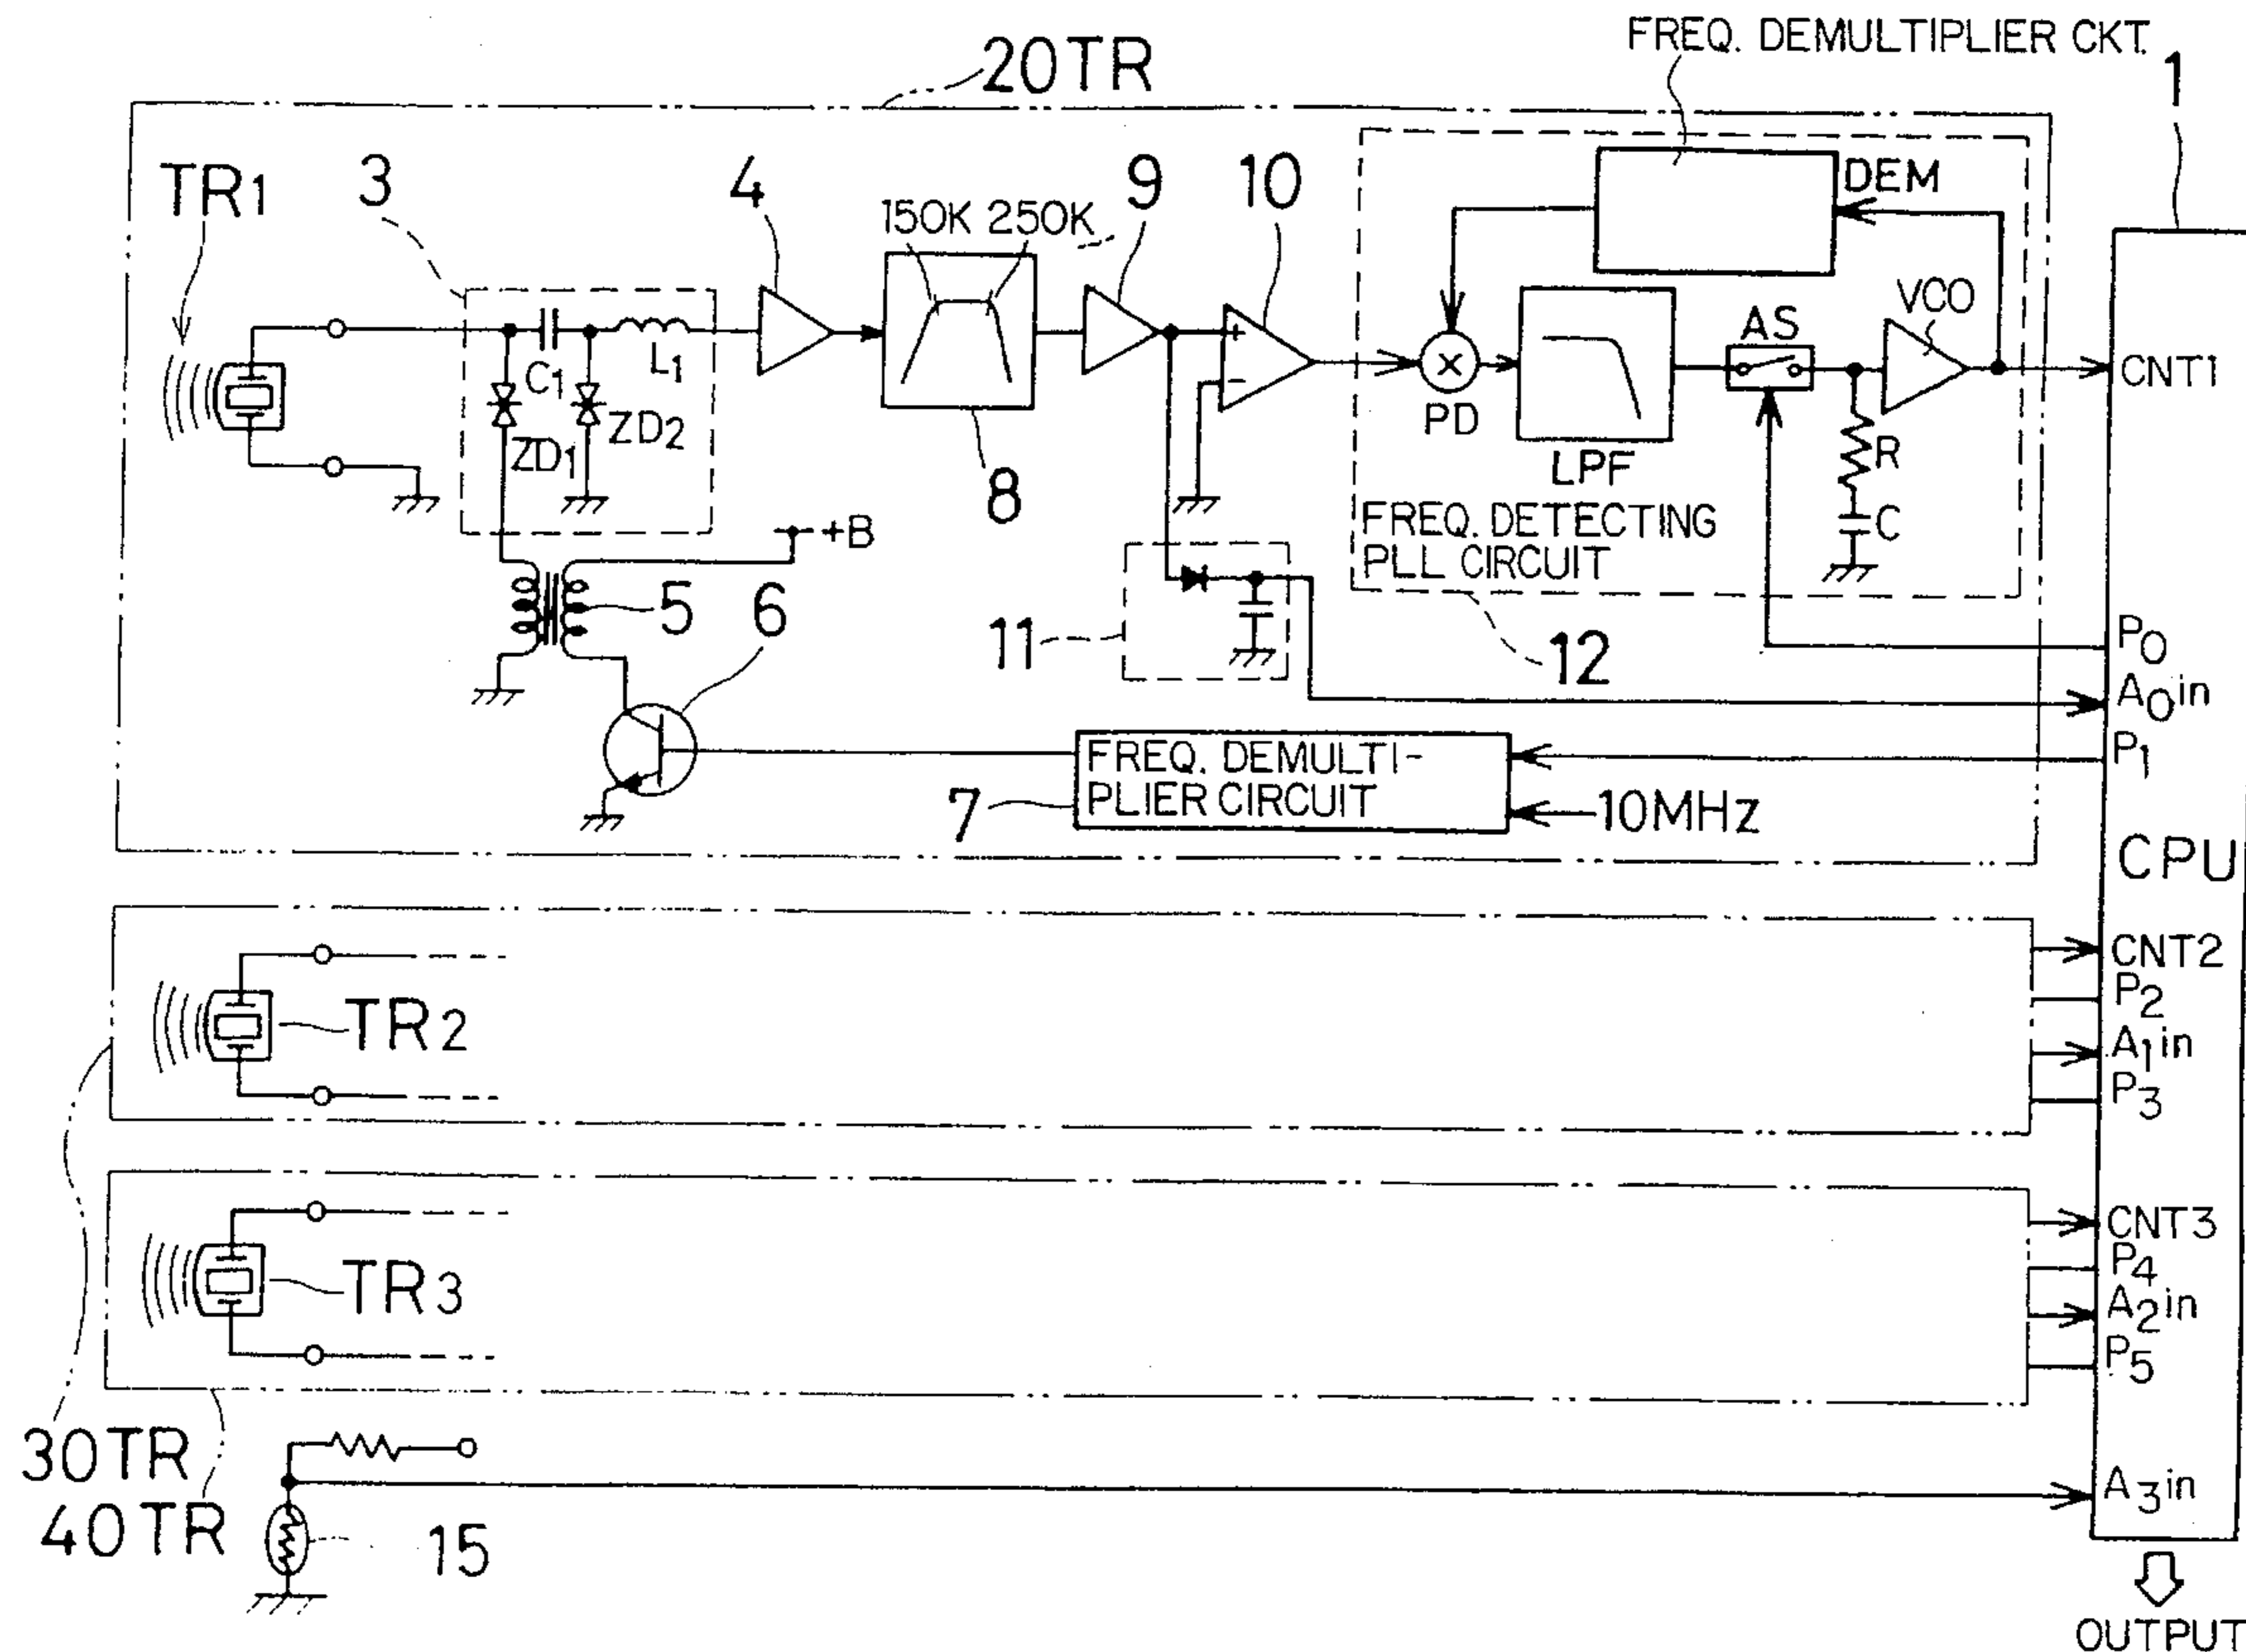 FREQ. DEMULTIPLIER CKT.
20TR
1
TR1
3
4
150K 250K
9
10
DEM
VCO
AS
CNT1
C1
L1
ZD1
ZD2
8
PD
LPF
R
C
FREQ. DETECTING
PLL CIRCUIT
+B
5
6
11
12
P0
A0in
P1
FREQ. DEMULTI-
PLIER CIRCUIT
7
10MHz
CPU
CNT2
P2
A1in
P3
TR2
CNT3
P4
A2in
P5
TR3
30TR
40TR
15
A3in
OUTPUT
+
−
×